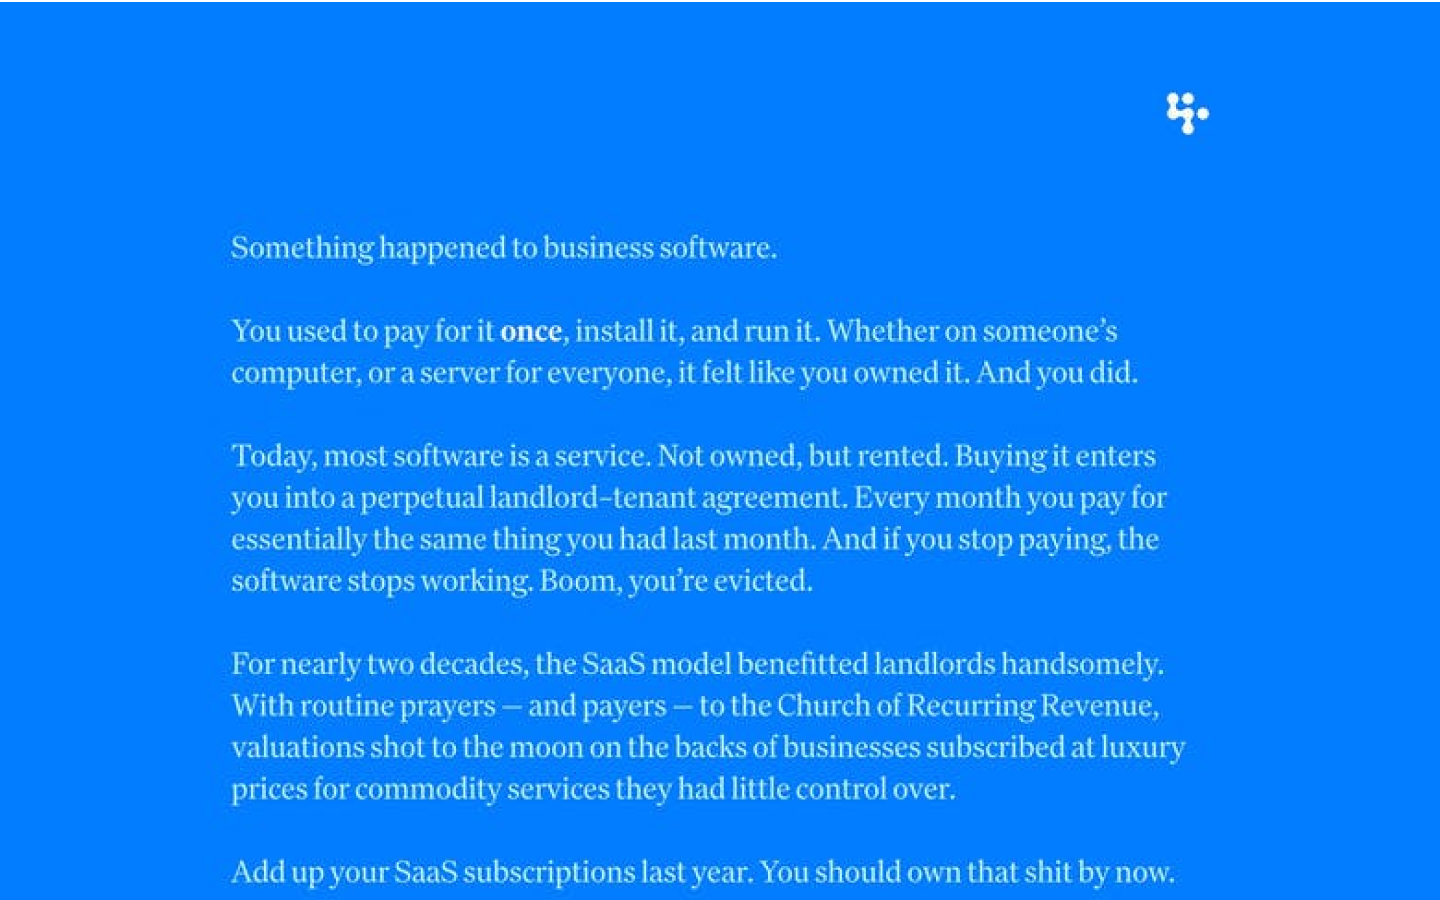 Something happened to business software.
You used to pay for it once, install it, and run it. Whether on someone’s
computer, or a server for everyone, it felt like you owned it. And you did.
Today, most software is a service. Not owned, but rented. Buying it enters
you into a perpetual landlord–tenant agreement. Every month you pay for
essentially the same thing you had last month. And if you stop paying, the
software stops working. Boom, you’re evicted.
For nearly two decades, the SaaS model benefitted landlords handsomely.
With routine prayers — and payers — to the Church of Recurring Revenue,
valuations shot to the moon on the backs of businesses subscribed at luxury
prices for commodity services they had little control over.
Add up your SaaS subscriptions last year. You should own that shit by now.